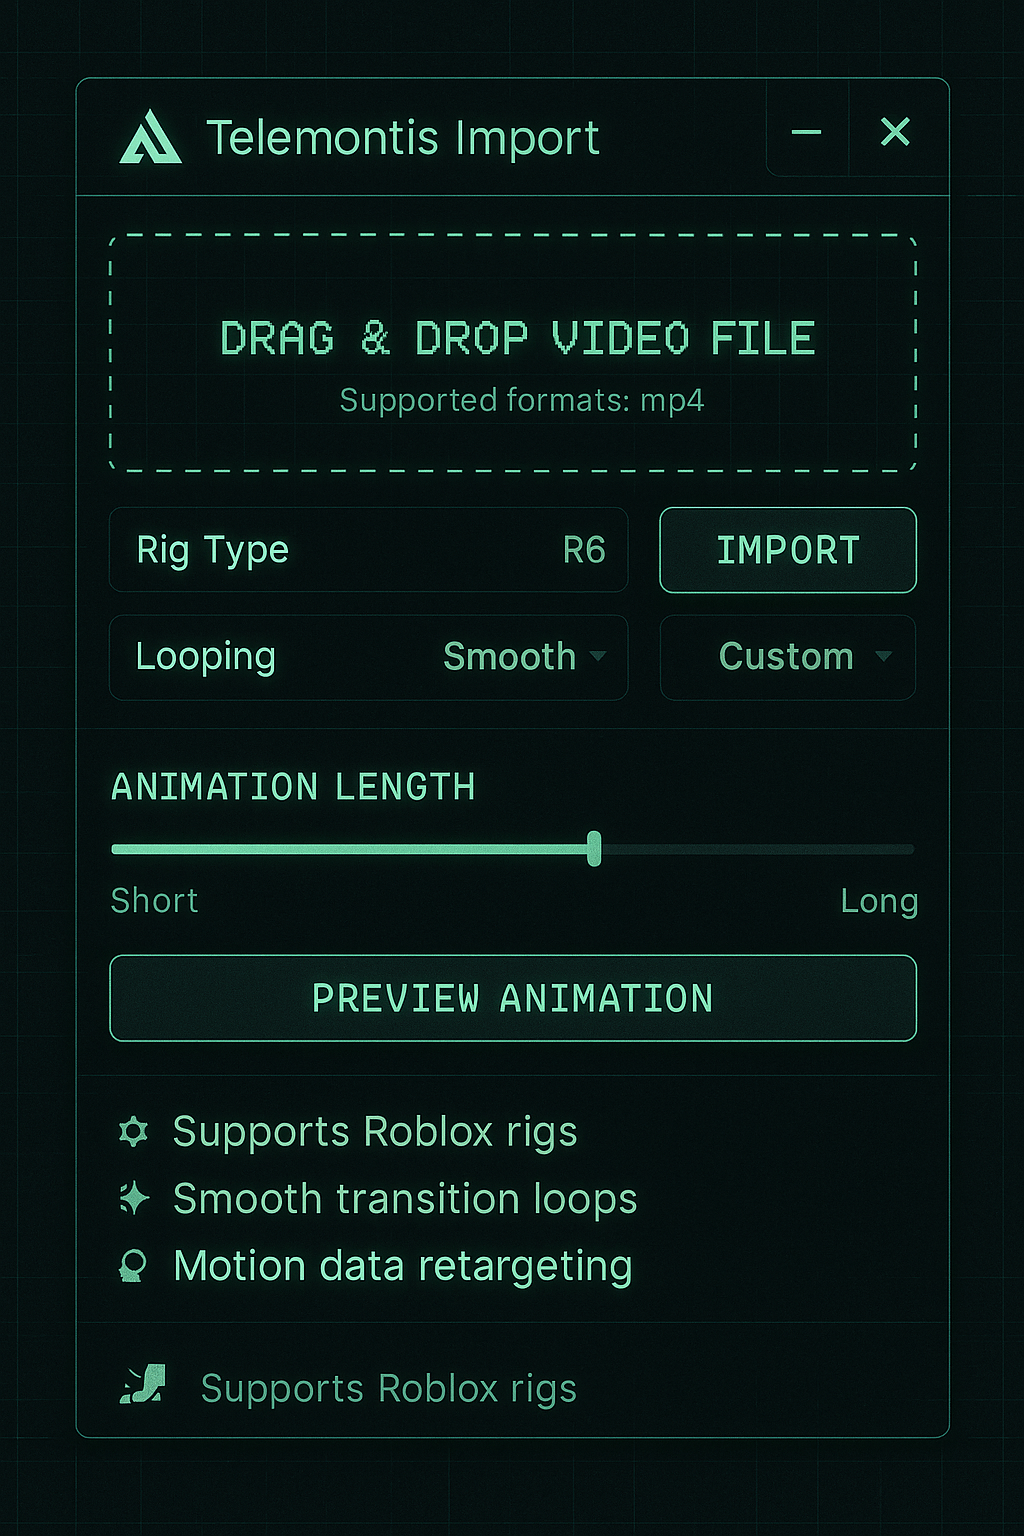 Telemontis Import
DRAG & DROP VIDEO FILE
Supported formats: mp4
Rig Type R6 IMPORT
Looping Smooth Custom
ANIMATION LENGTH
Short Long
PREVIEW ANIMATION
Supports Roblox rigs
Smooth transition loops
Motion data retargeting
Supports Roblox rigs